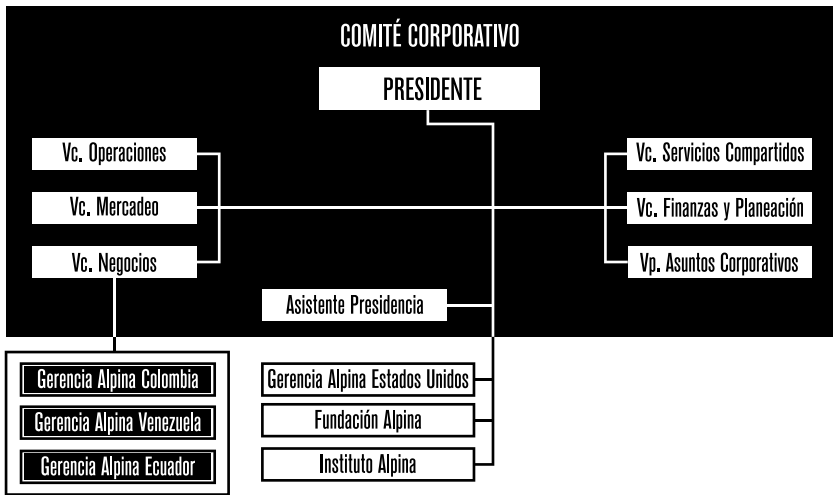 COMITÉ CORPORATIVO
PRESIDENTE
Vc. Operaciones
Vc. Servicios Compartidos
Vc. Mercadeo
Vc. Finanzas y Planeación
Vc. Negocios
Vp. Asuntos Corporativos
Asistente Presidencia
Gerencia Alpina Colombia
Gerencia Alpina Estados Unidos
Gerencia Alpina Venezuela
Fundación Alpina
Gerencia Alpina Ecuador
Instituto Alpina